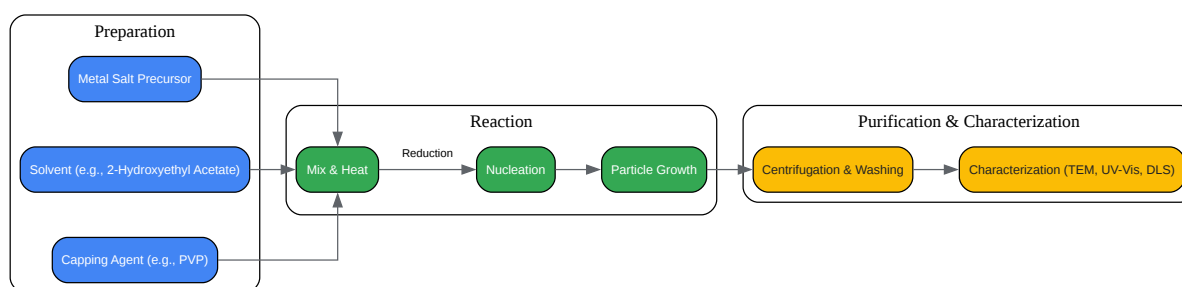 Preparation
Metal Salt Precursor
Solvent (e.g., 2-Hydroxyethyl Acetate)
Capping Agent (e.g., PVP)
Reaction
Mix & Heat
Reduction
Nucleation
Particle Growth
Purification & Characterization
Centrifugation & Washing
Characterization (TEM, UV-Vis, DLS)